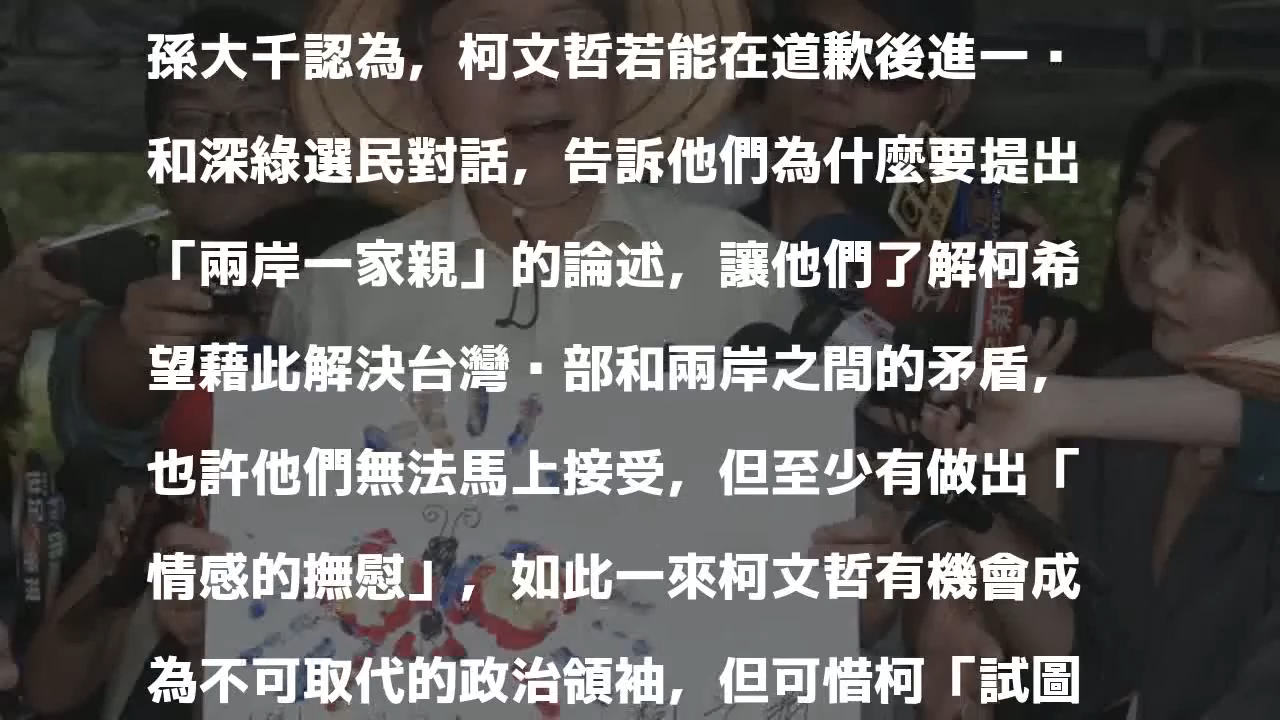 孫大千認為，柯文哲若能在道歉後進一▪
和深綠選民對話，告訴他們為什麼要提出
「兩岸一家親」的論述，讓他們了解柯希
望藉此解決台灣▪部和兩岸之間的矛盾，
也許他們無法馬上接受，但至少有做出「
情感的撫慰」，如此一來柯文哲有機會成
為不可取代的政治領袖，但可惜柯「試圖